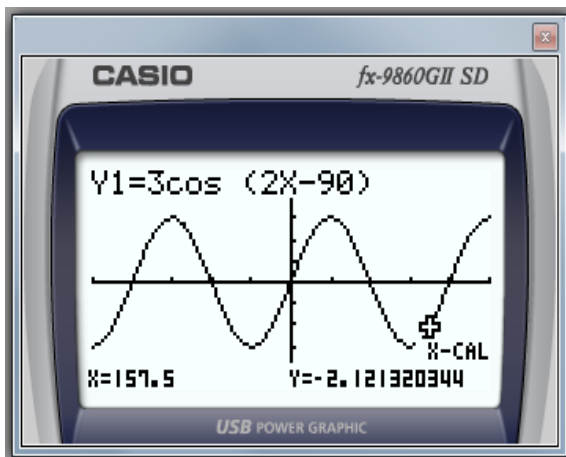 CASIO fx-9860GII SD
Y1=3cos (2X-90)
X-CAL
X=157.5 Y=-2.121320344
USB POWER GRAPHIC